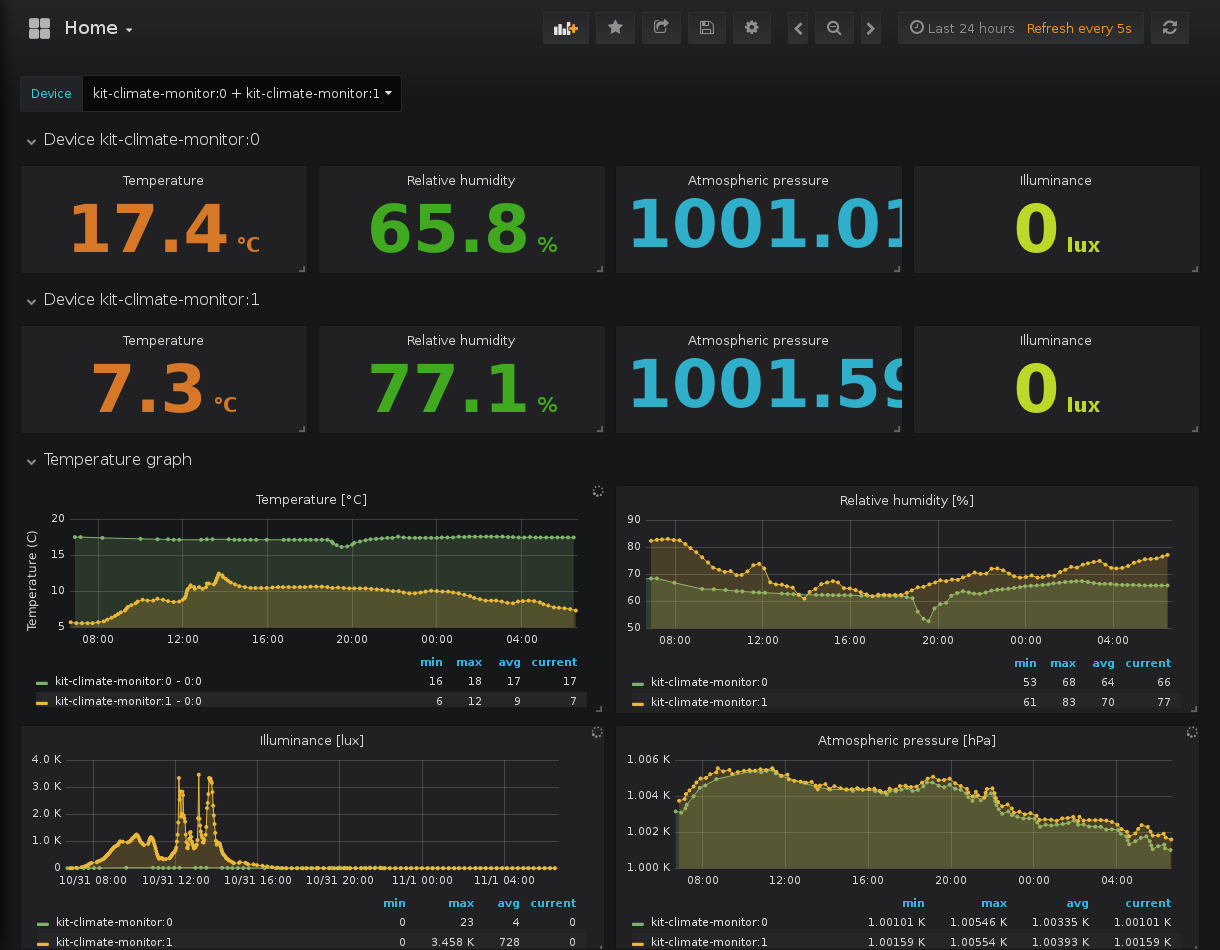 Home
Last 24 hours Refresh every 5s
Device kit-climate-monitor:0 + kit-climate-monitor:1
Device kit-climate-monitor:0
Temperature Relative humidity Atmospheric pressure Illuminance
17.4 °C 65.8 % 1001.01 0 lux
Device kit-climate-monitor:1
Temperature Relative humidity Atmospheric pressure Illuminance
7.3 °C 77.1 % 1001.59 0 lux
Temperature graph
Temperature [°C]
Temperature (C)
20
15
10
5
08:00 12:00 16:00 20:00 00:00 04:00
min max avg current
kit-climate-monitor:0 - 0:0 16 18 17 17
kit-climate-monitor:1 - 0:0 6 12 9 7
Relative humidity [%]
90
80
70
60
50
08:00 12:00 16:00 20:00 00:00 04:00
min max avg current
kit-climate-monitor:0 53 68 64 66
kit-climate-monitor:1 61 83 70 77
Illuminance [lux]
4.0 K
3.0 K
2.0 K
1.0 K
0
10/31 08:00 10/31 12:00 10/31 16:00 10/31 20:00 11/1 00:00 11/1 04:00
min max avg current
kit-climate-monitor:0 0 23 4 0
kit-climate-monitor:1 0 3.458 K 728 0
Atmospheric pressure [hPa]
1.006 K
1.004 K
1.002 K
1.000 K
08:00 12:00 16:00 20:00 00:00 04:00
min max avg current
kit-climate-monitor:0 1.00101 K 1.00546 K 1.00335 K 1.00101 K
kit-climate-monitor:1 1.00159 K 1.00554 K 1.00393 K 1.00159 K